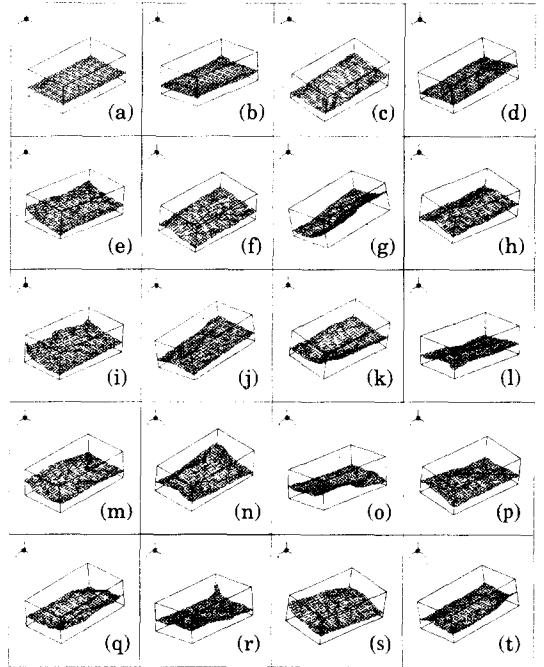 (a) (b) (c) (d)
(e) (f) (g) (h)
(i) (j) (k) (l)
(m) (n) (o) (p)
(q) (r) (s) (t)